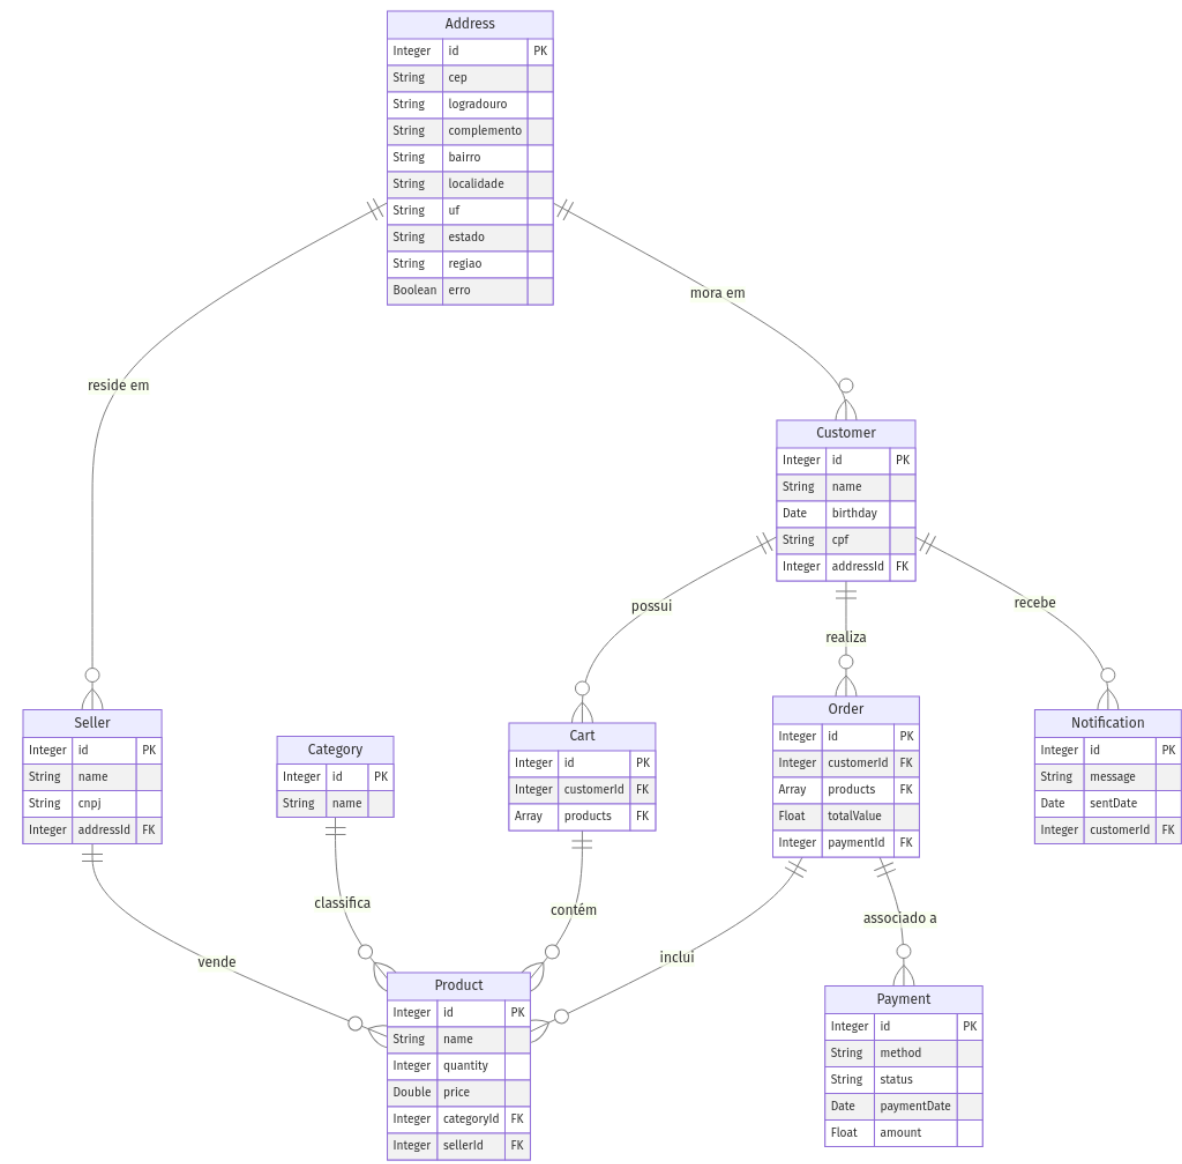 Address
Integer id PK
String cep
String logradouro
String complemento
String bairro
String localidade
String uf
String estado
String regiao
Boolean erro
mora em
reside em
Customer
Integer id PK
String name
Date birthday
String cpf
Integer addressId FK
possui
realiza
recebe
Seller
Integer id PK
String name
String cnpj
Integer addressId FK
Category
Integer id PK
String name
Cart
Integer id PK
Integer customerId FK
Array products FK
Order
Integer id PK
Integer customerId FK
Array products FK
Float totalValue
Integer paymentId FK
Notification
Integer id PK
String message
Date sentDate
Integer customerId FK
vende
classifica
contém
inclui
associado a
Product
Integer id PK
String name
Integer quantity
Double price
Integer categoryId FK
Integer sellerId FK
Payment
Integer id PK
String method
String status
Date paymentDate
Float amount